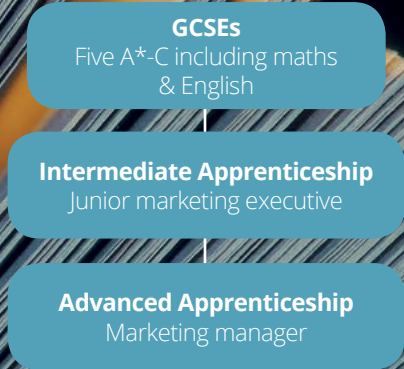 GCSEs
Five A*-C including maths
& English
Intermediate Apprenticeship
Junior marketing executive
Advanced Apprenticeship
Marketing manager